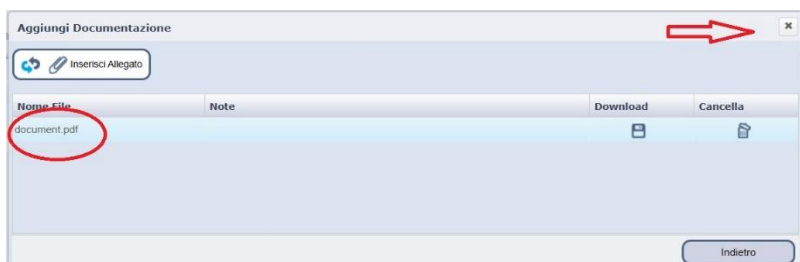 Aggiungi Documentazione
Inserisci Allegato
Nome File Note Download Cancella
document.pdf
Indietro